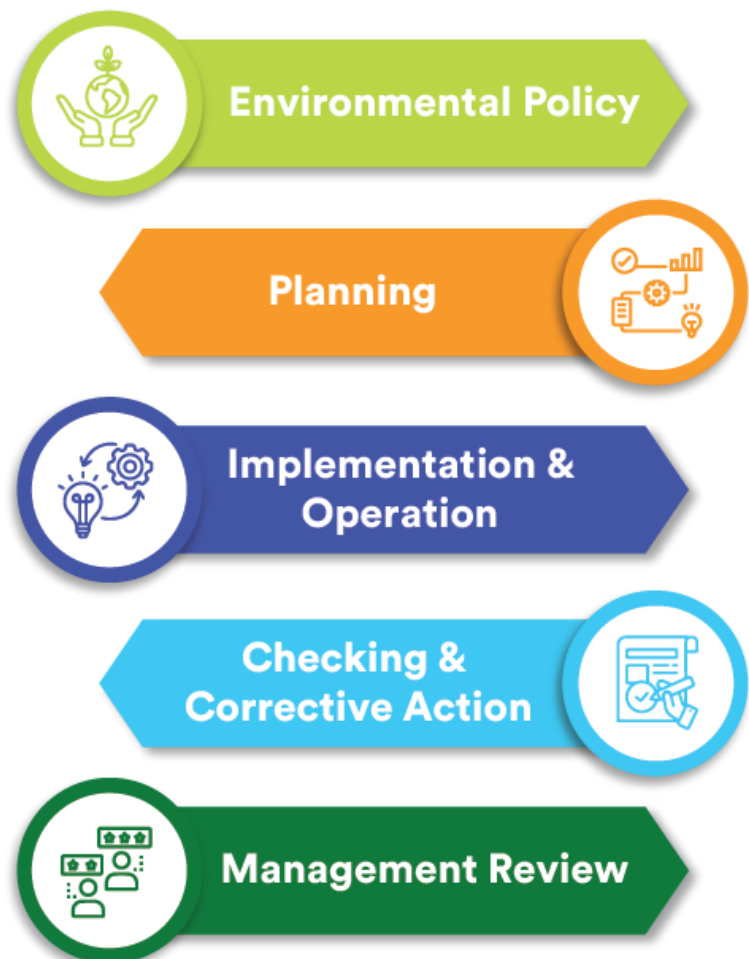 Environmental Policy
Planning
Implementation &
Operation
Checking &
Corrective Action
Management Review